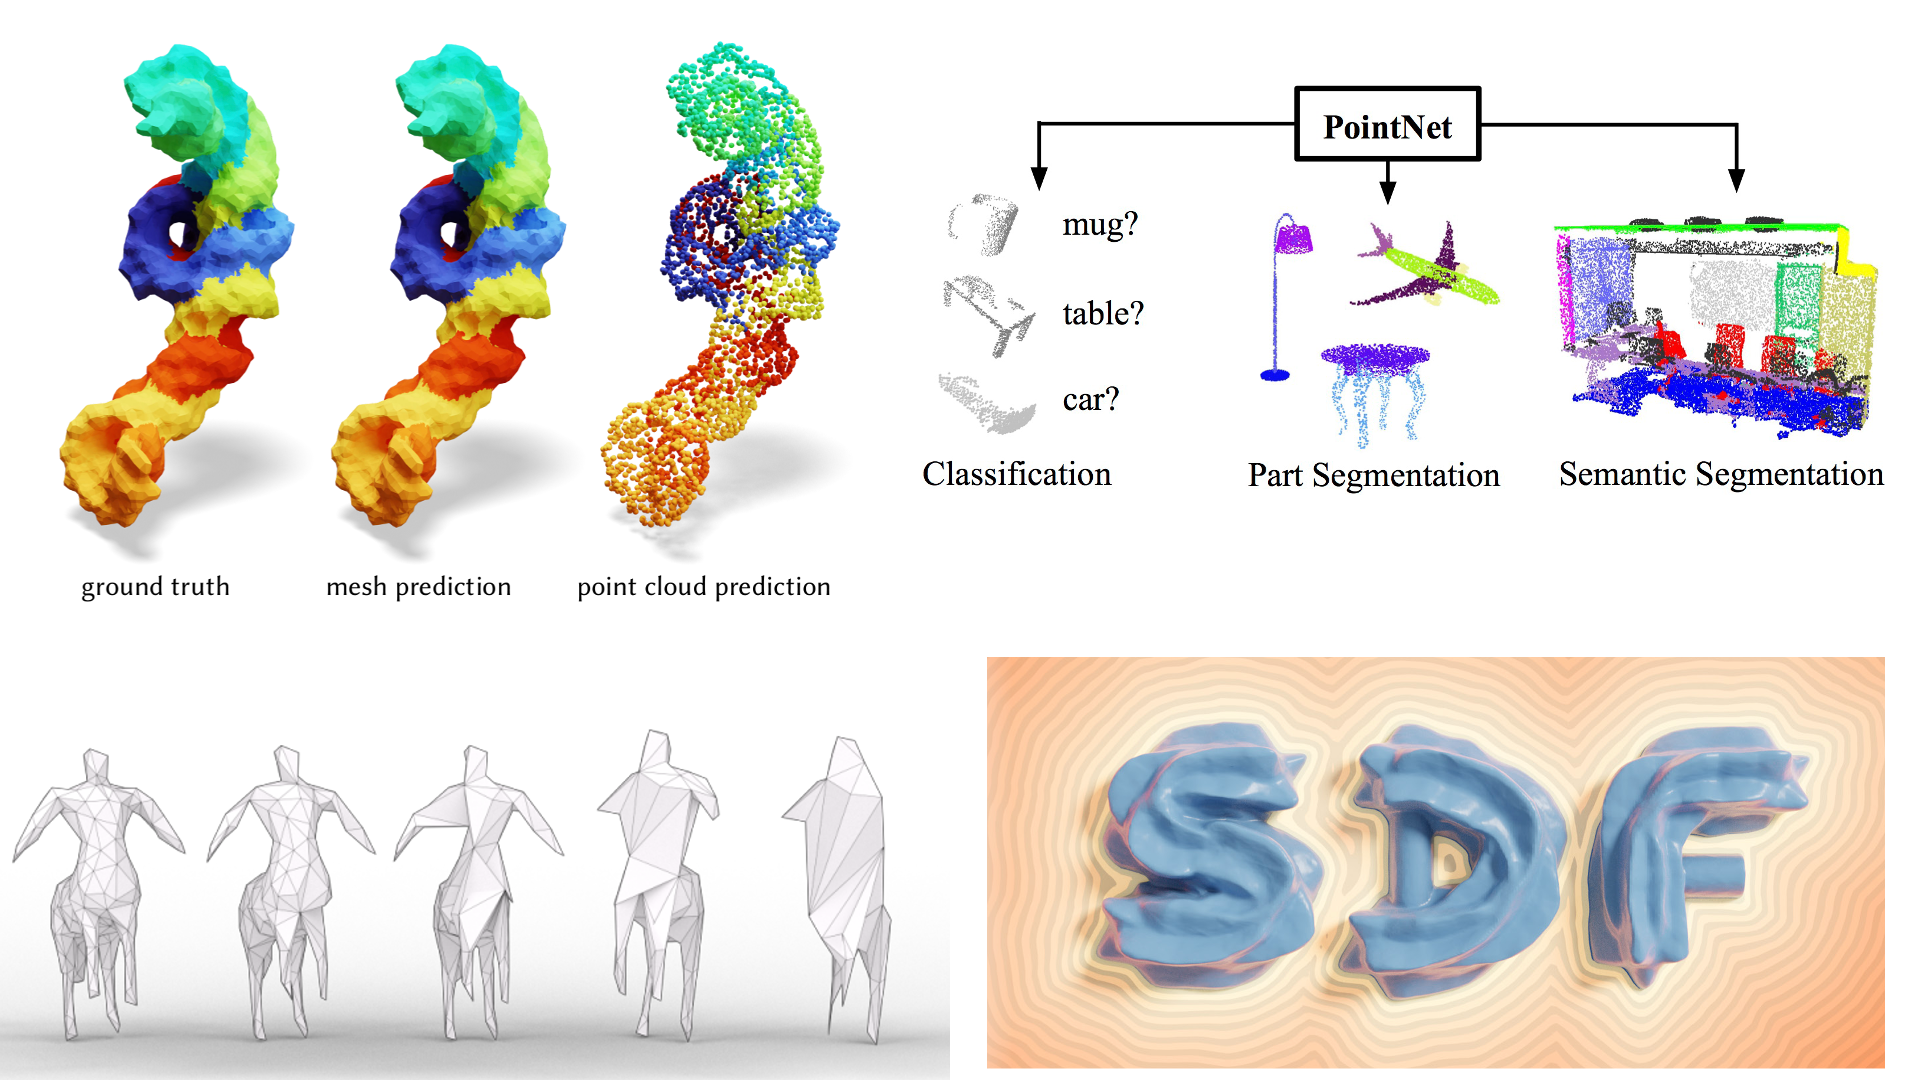 ground truth
mesh prediction
point cloud prediction
PointNet
mug?
table?
car?
Classification
Part Segmentation
Semantic Segmentation
SDF